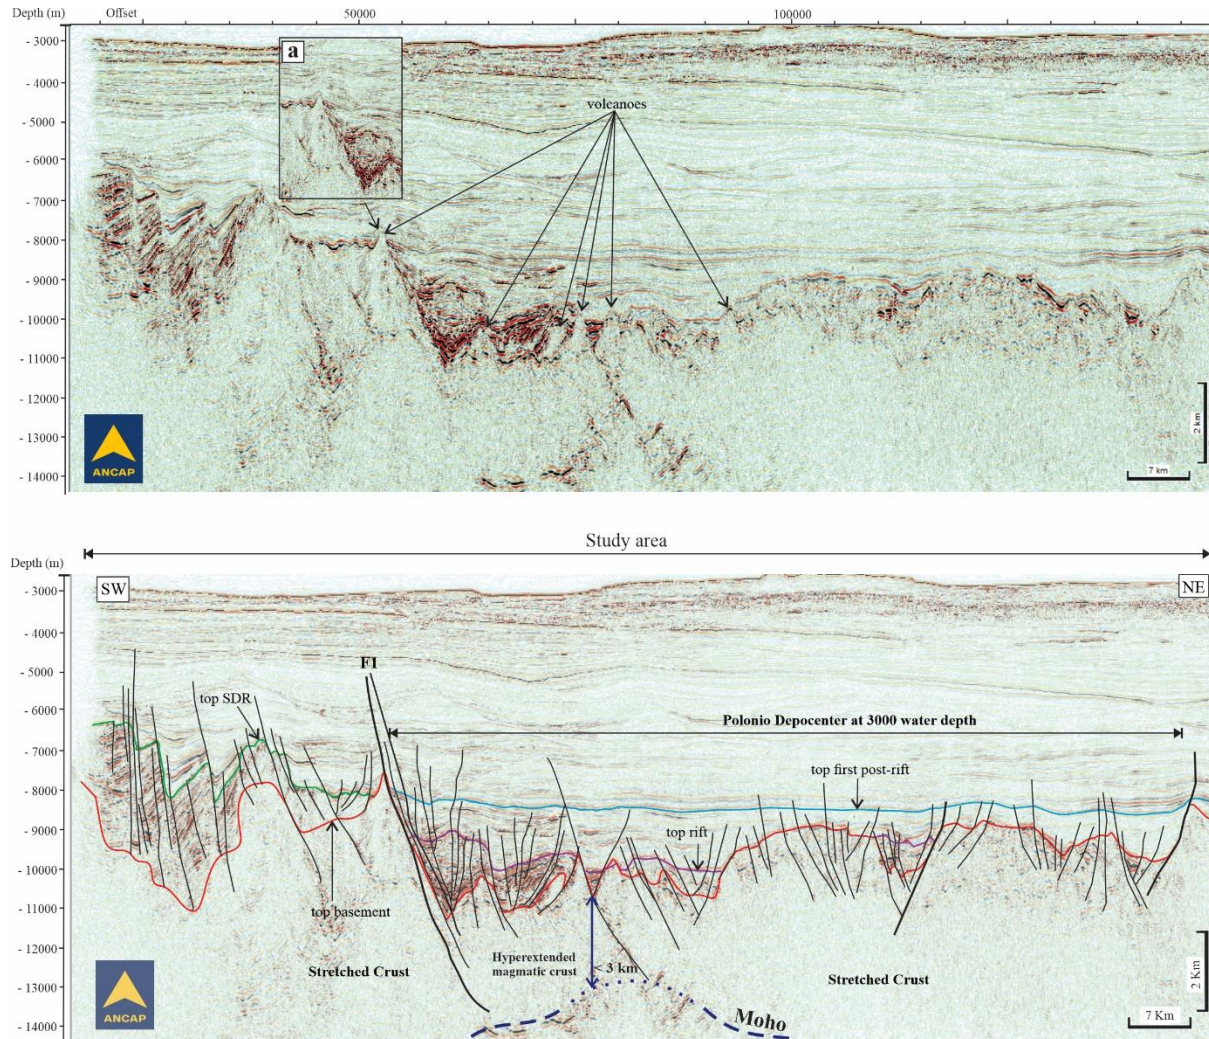 Depth (m)
Offset
50000
100000
- 3000
- 4000
- 5000
- 6000
- 7000
- 8000
- 9000
- 10000
- 11000
- 12000
- 13000
- 14000
a
volcanoes
ANCAP
2 km
7 km
Study area
Depth (m)
SW
NE
- 3000
- 4000
- 5000
- 6000
- 7000
- 8000
- 9000
- 10000
- 11000
- 12000
- 13000
- 14000
F1
top SDR
Polonio Depocenter at 3000 water depth
top first post-rift
top rift
top basement
Stretched Crust
Hyperextended
magmatic crust
< 3 km
Stretched Crust
Moho
ANCAP
2 Km
7 Km